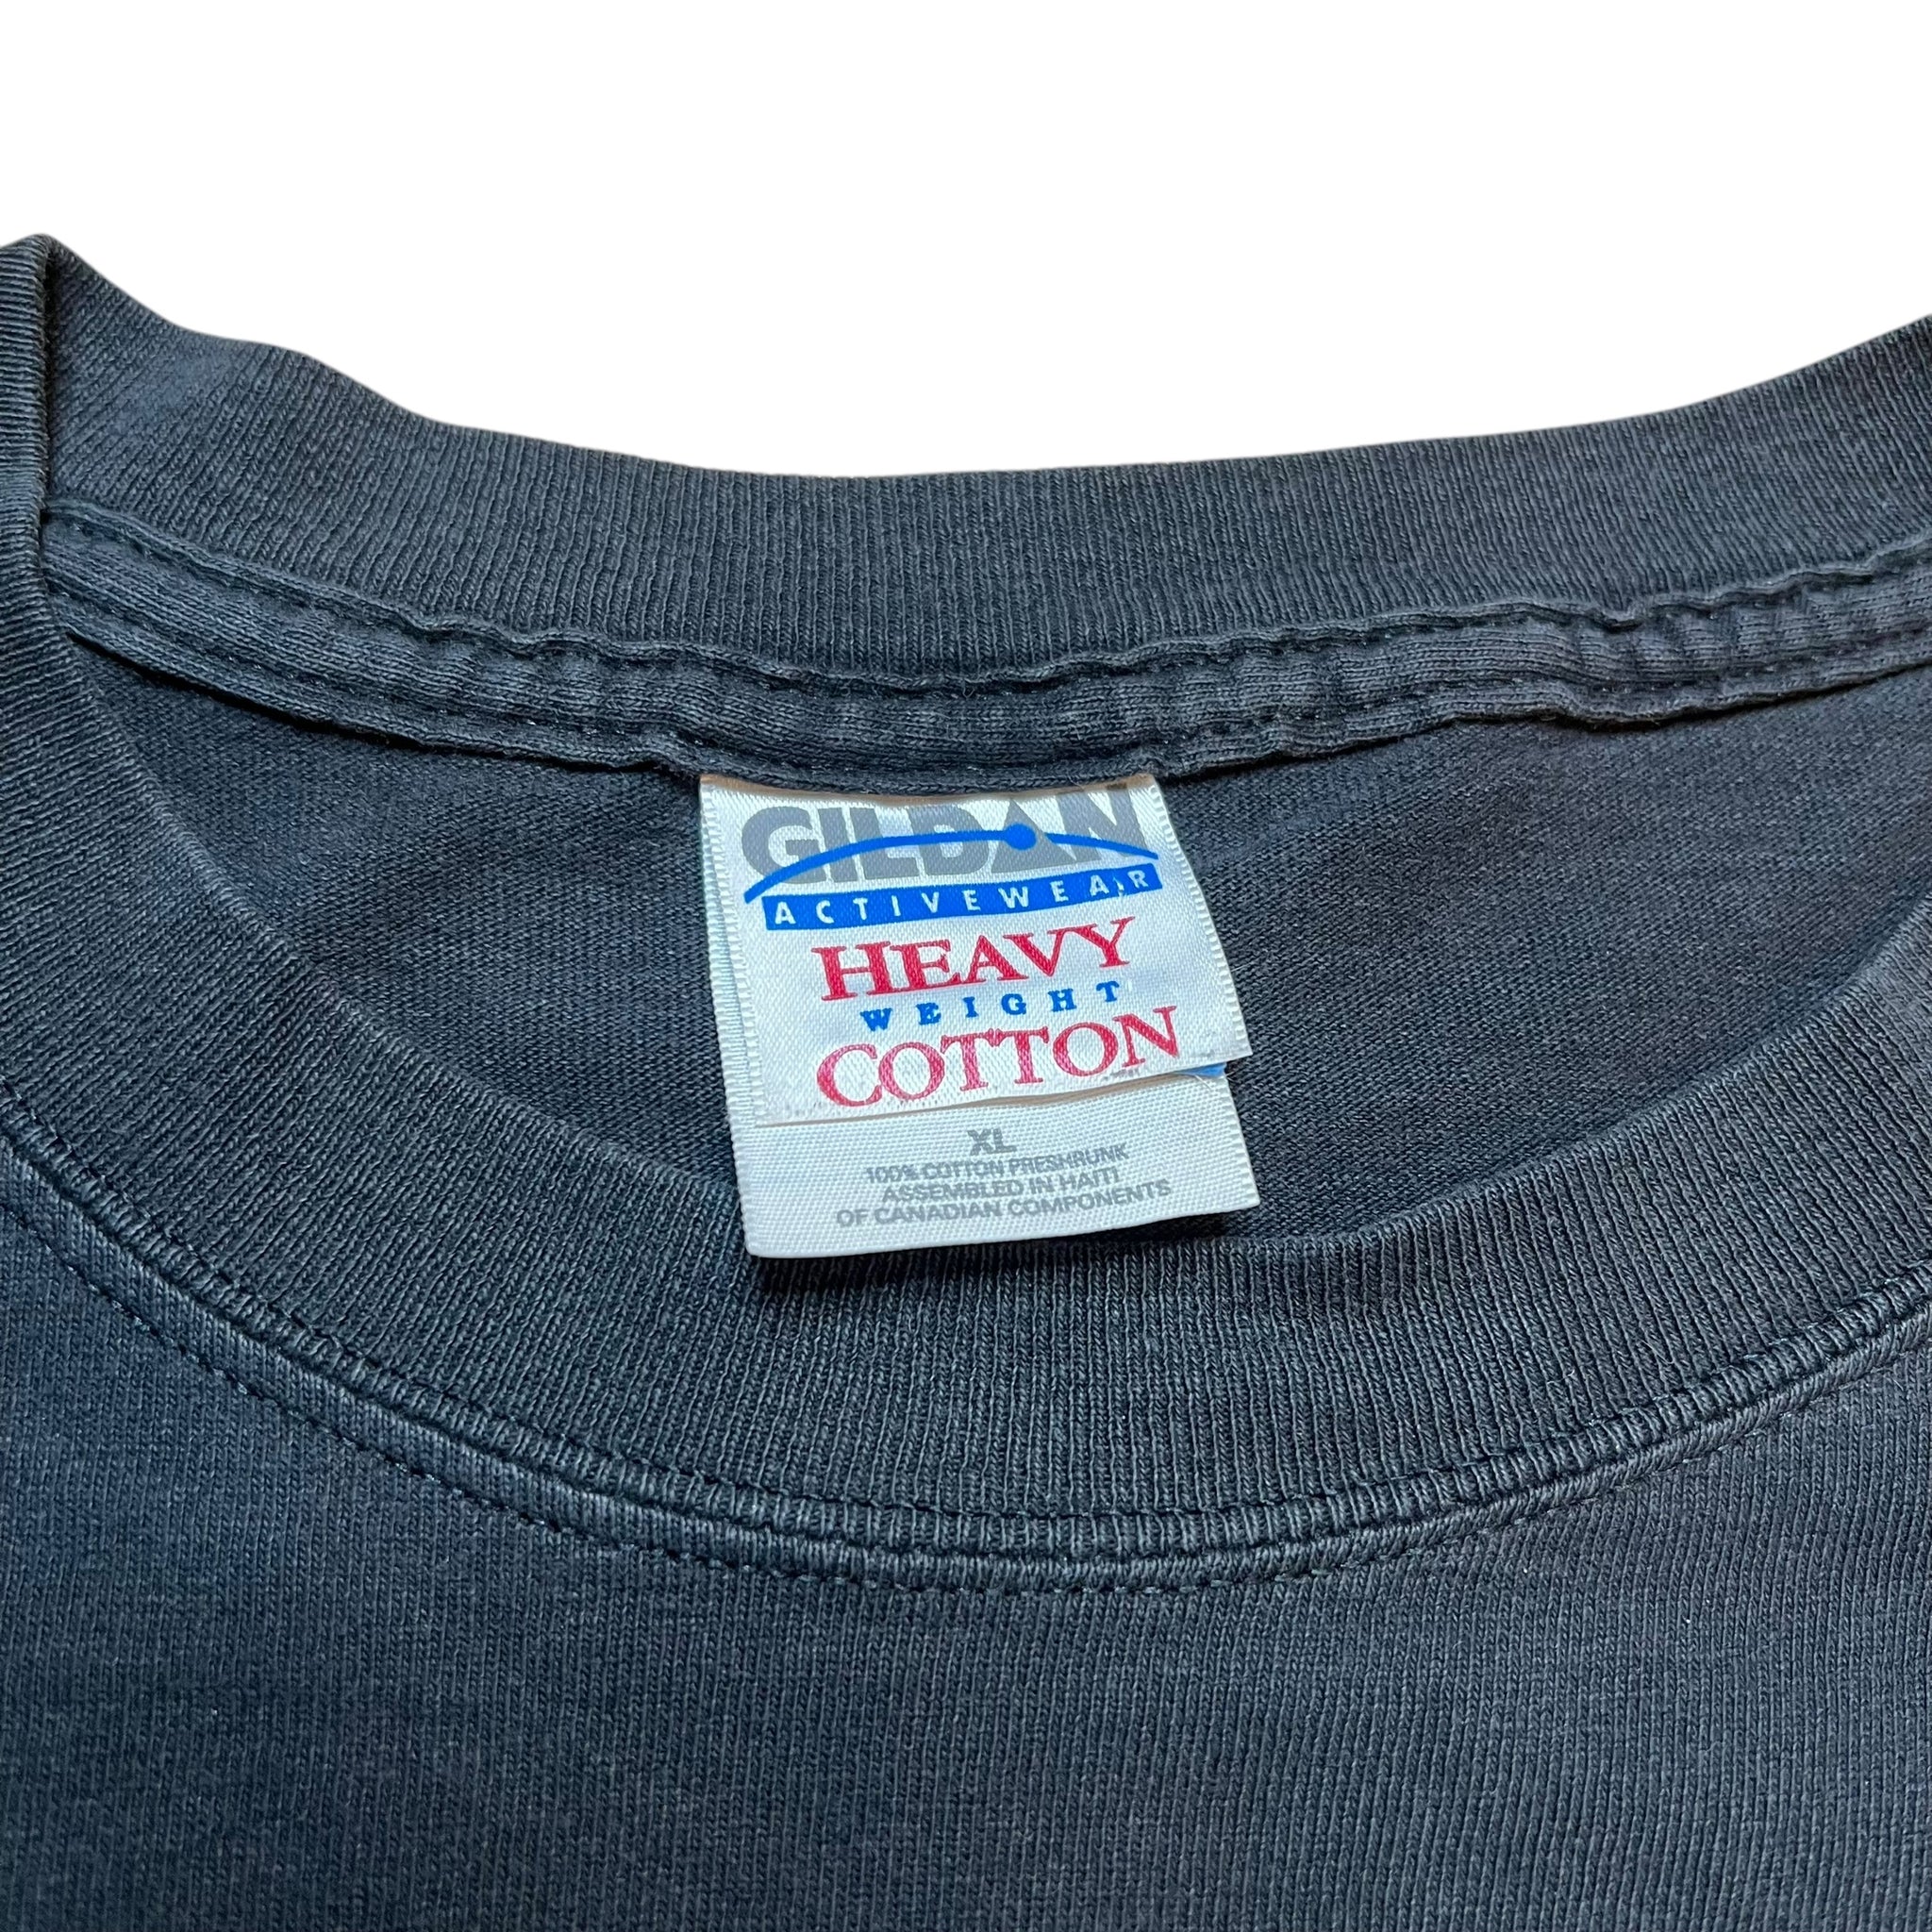 GILDAN
ACTIVEWEAR
HEAVY
WEIGHT
COTTON
XL
100% COTTON PRESHRUNK
ASSEMBLED IN HAITI
OF CANADIAN COMPONENTS